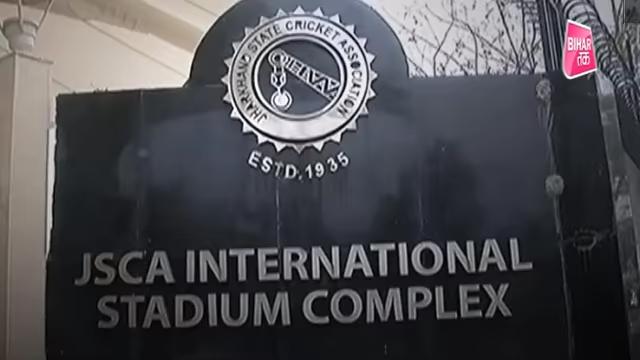 BIHAR
तक
JHARKHAND STATE CRICKET ASSOCIATION
ESTD.1935
JSCA INTERNATIONAL
STADIUM COMPLEX